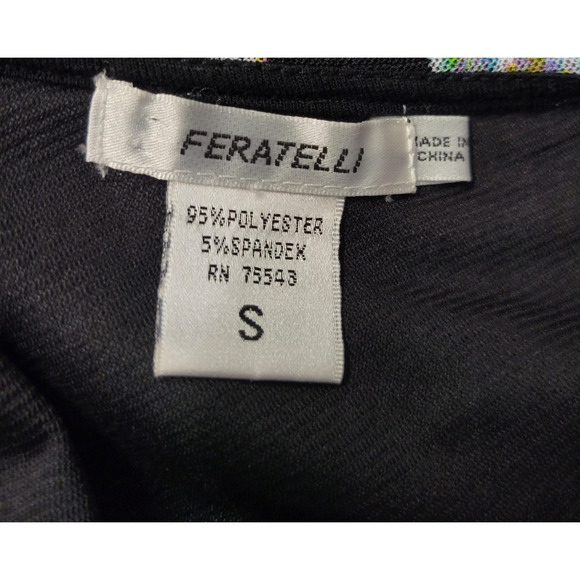 FERATELLI
MADE IN
CHINA
95%POLYESTER
5%SPANDEX
RN 75543
S